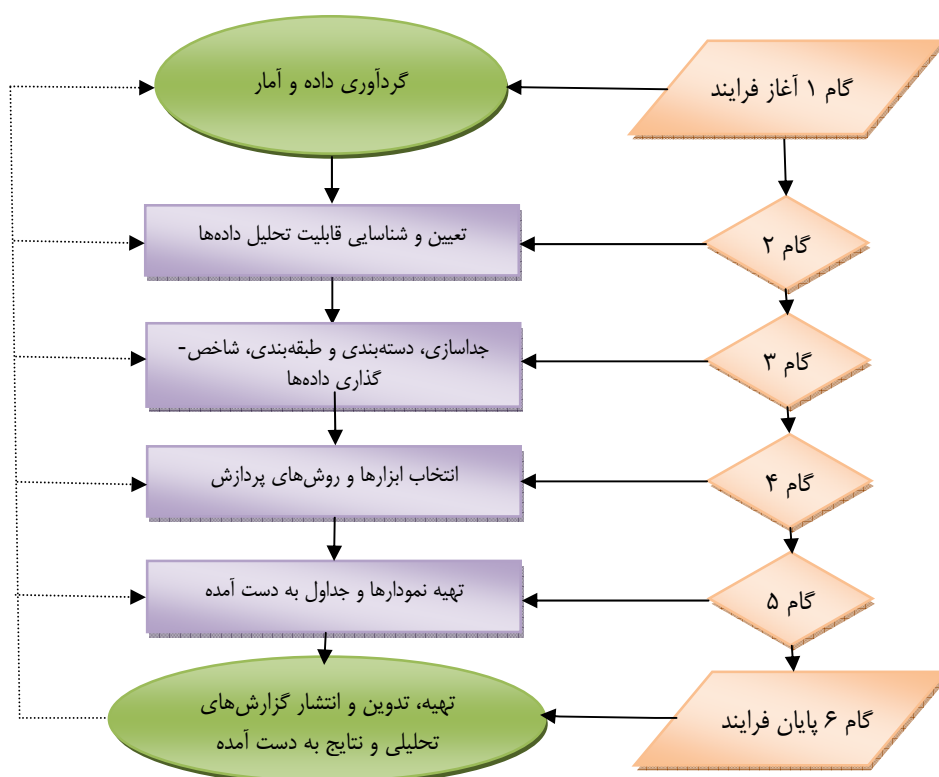 گام ۱ آغاز فرایند
گردآوری داده و آمار
گام ۲
تعیین و شناسایی قابلیت تحلیل داده‌ها
گام ۳
جداسازی، دسته‌بندی و طبقه‌بندی، شاخص-
گذاری داده‌ها
گام ۴
انتخاب ابزارها و روش‌های پردازش
گام ۵
تهیه نمودارها و جداول به دست آمده
گام ۶ پایان فرایند
تهیه، تدوین و انتشار گزارش‌های
تحلیلی و نتایج به دست آمده